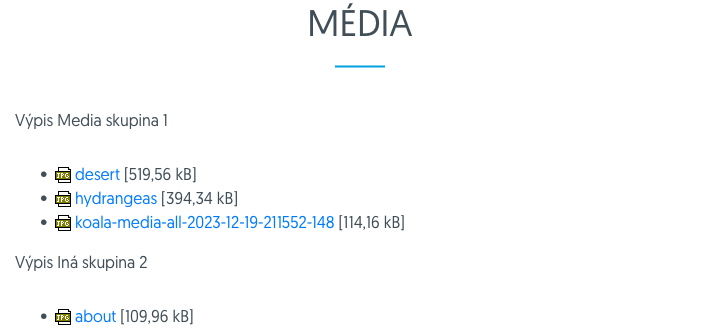 MÉDIA
Výpis Media skupina 1
• JPG desert [519,56 kB]
• JPG hydrangeas [394,34 kB]
• JPG koala-media-all-2023-12-19-211552-148 [114,16 kB]
Výpis Iná skupina 2
• JPG about [109,96 kB]